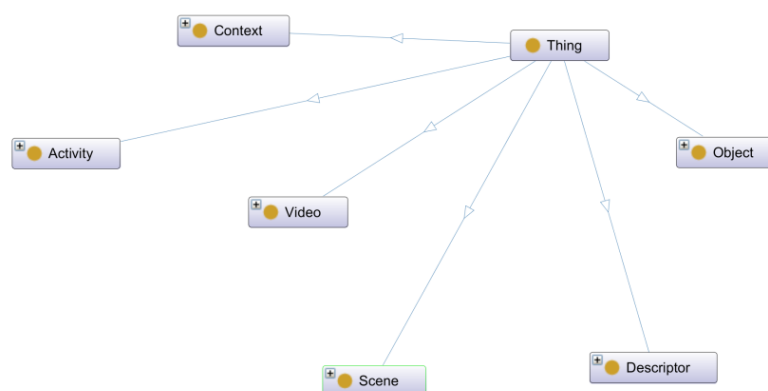 Context
Thing
Activity
Object
Video
Descriptor
Scene